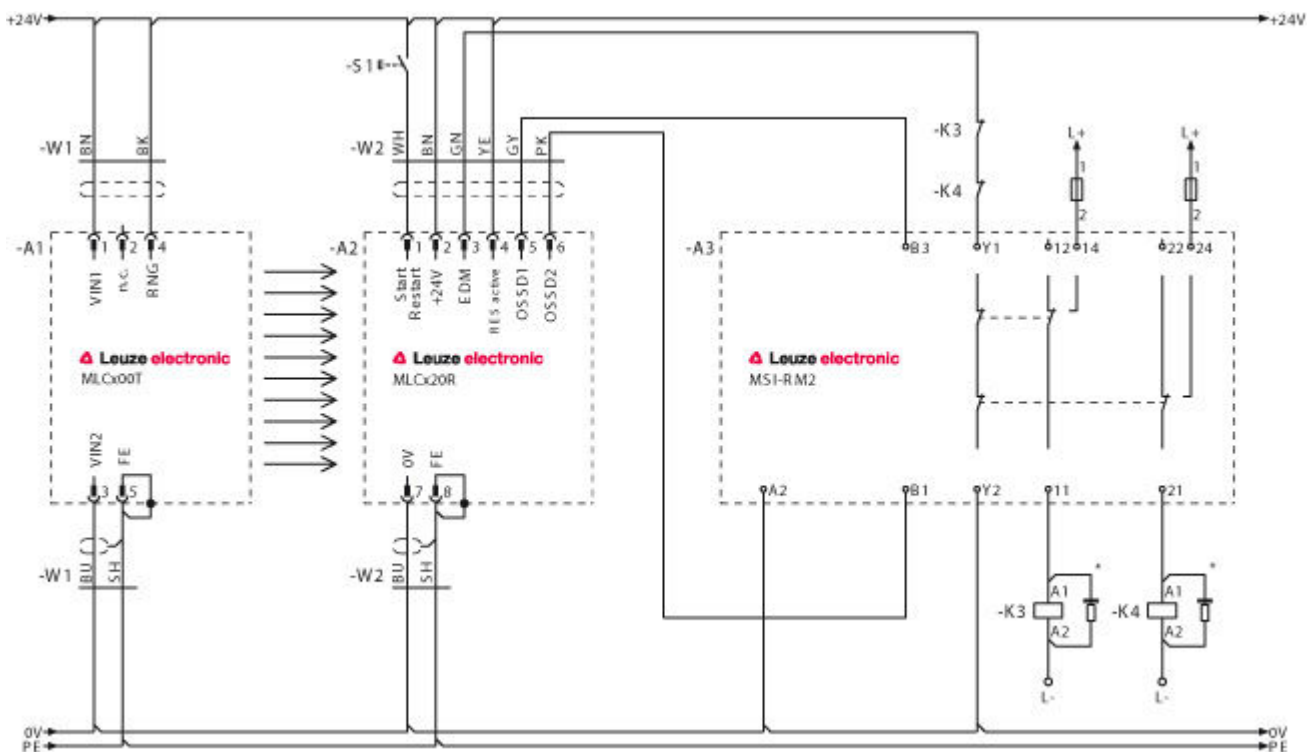 +24V
+24V
-S1
-W1
BN
BK
-W2
WH
BN
GN
YE
GY
PK
-K3
-K4
L+
1
2
L+
1
2
-A1
1
2
4
VIN1
n.c.
RNG
Leuze electronic
MLCx00T
VIN2
FE
3
5
-W1
BU
SH
-A2
1
2
3
4
5
6
Start
Restart
+24V
EDM
RES active
OSSD1
OSSD2
Leuze electronic
MLCx20R
0V
FE
7
8
-W2
BU
SH
-A3
B3
Y1
12
14
22
24
Leuze electronic
MSI-RM2
A2
B1
Y2
11
21
-K3
A1
A2
*
L-
-K4
A1
A2
*
L-
0V
0V
PE
PE